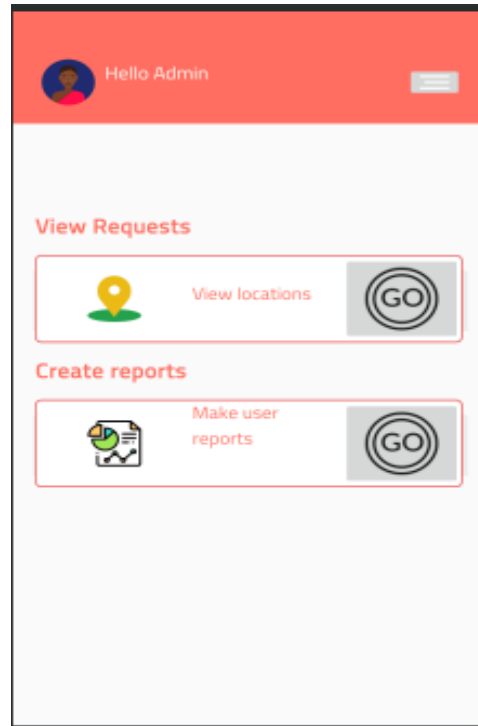 Hello Admin
View Requests
View locations
GO
Create reports
Make user
reports
GO